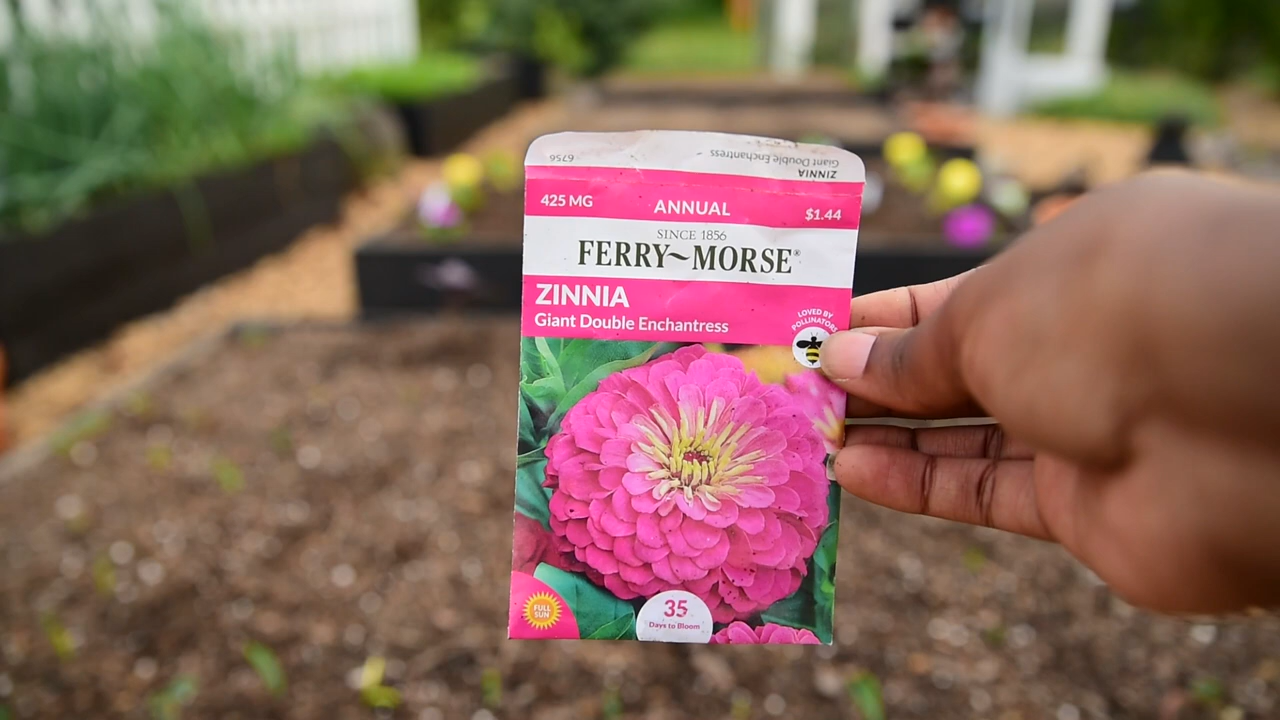 6756
ZINNIA
Giant Double Enchantress
425 MG ANNUAL $1.44
SINCE 1856
FERRY~MORSE®
ZINNIA
Giant Double Enchantress
LOVED BY
POLLINATORS
FULL
SUN
35
Days to Bloom